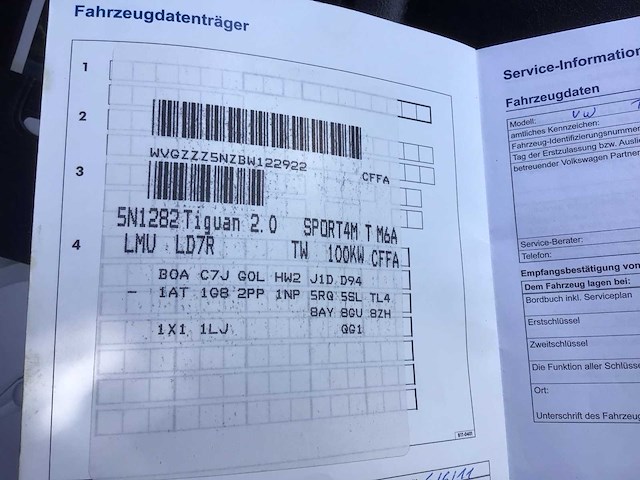 Fahrzeugdatenträger
1
2
WVGZZZ5NZBW122922
CFFA
3
5N1282 Tiguan 2.0 SPORT4M T M6A
4
LMU LD7R TW 100KW CFFA
B0A C7J G0L HW2 J1D D94
- 1AT 1G8 2PP 1NP 5RQ 5SL TL4
8AY 8GU 8ZH
1X1 1LJ QG1
Service-Information
Fahrzeugdaten
Modell: VW
amtliches Kennzeichen:
Fahrzeug-Identifizierungsnummer
Tag der Erstzulassung bzw. Ausli
betreuender Volkswagen Partner
Service-Berater:
Telefon:
Empfangsbestätigung von
Dem Fahrzeug lagen bei:
Bordbuch inkl. Serviceplan
Erstschlüssel
Zweitschlüssel
Die Funktion aller Schlüsse
Ort:
Unterschrift des Fahrzeug